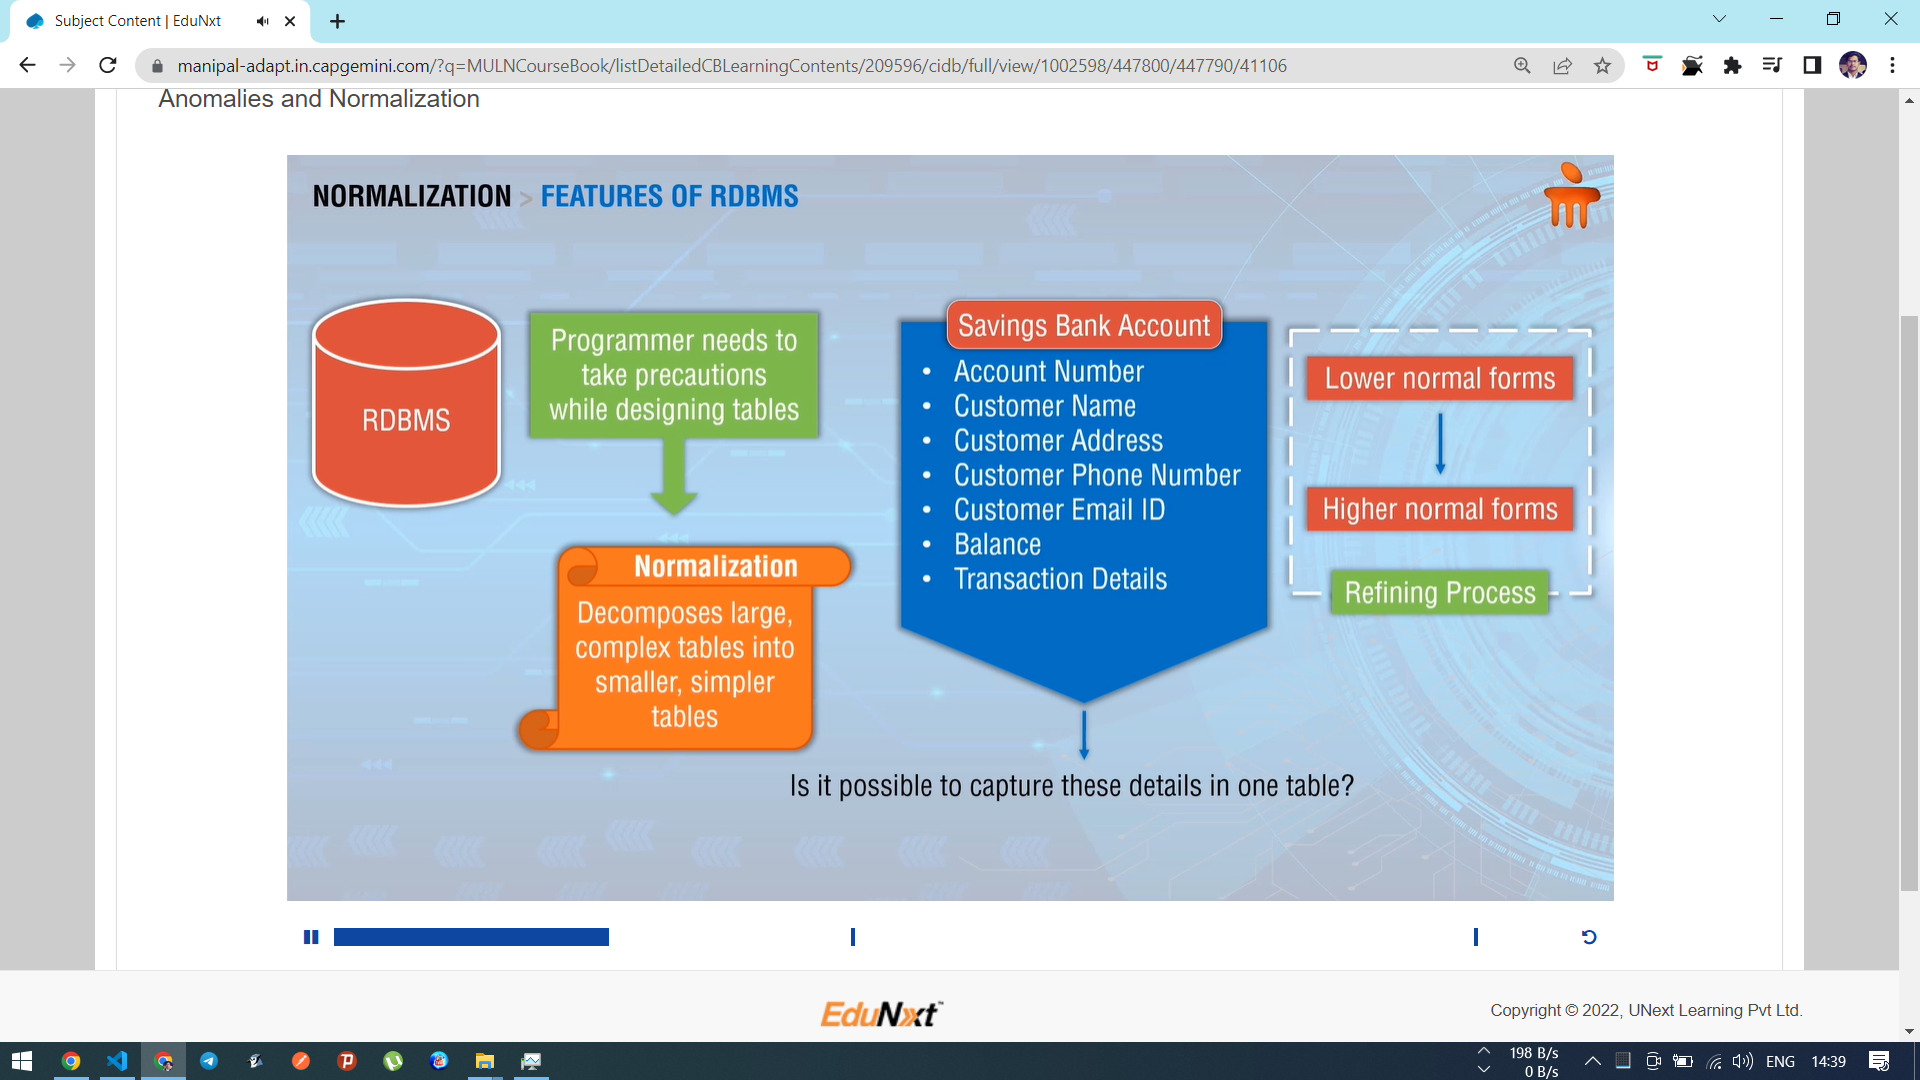 Subject Content | EduNxt
manipal-adapt.in.capgemini.com/?q=MULNCourseBook/listDetailedCBLearningContents/209596/cidb/full/view/1002598/447800/447790/41106
Anomalies and Normalization
NORMALIZATION > FEATURES OF RDBMS
RDBMS
Programmer needs to
take precautions
while designing tables
Normalization
Decomposes large,
complex tables into
smaller, simpler
tables
Savings Bank Account
• Account Number
• Customer Name
• Customer Address
• Customer Phone Number
• Customer Email ID
• Balance
• Transaction Details
Is it possible to capture these details in one table?
Lower normal forms
Higher normal forms
Refining Process
EduNxt™
Copyright © 2022, UNext Learning Pvt Ltd.
198 B/s
0 B/s
ENG
14:39